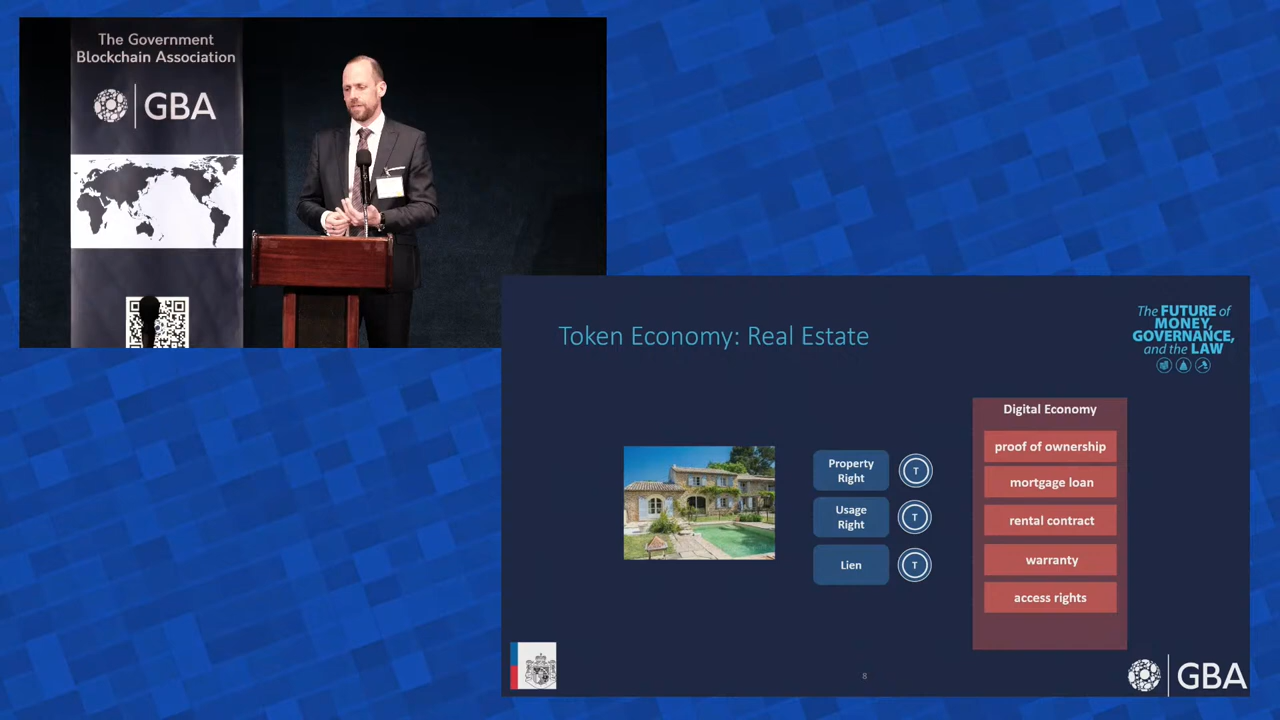 The Government
Blockchain Association
GBA
Token Economy: Real Estate
The FUTURE of
MONEY,
GOVERNANCE,
and the LAW
Property
Right
T
Usage
Right
T
Lien
T
Digital Economy
proof of ownership
mortgage loan
rental contract
warranty
access rights
8
GBA